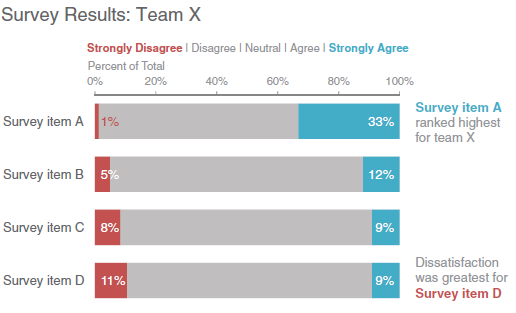 Survey Results: Team X
Strongly Disagree | Disagree | Neutral | Agree | Strongly Agree
Percent of Total
0% 20% 40% 60% 80% 100%
Survey item A 1% 33%
Survey item A
ranked highest
for team X
Survey item B 5% 12%
Survey item C 8% 9%
Survey item D 11% 9%
Dissatisfaction
was greatest for
Survey item D